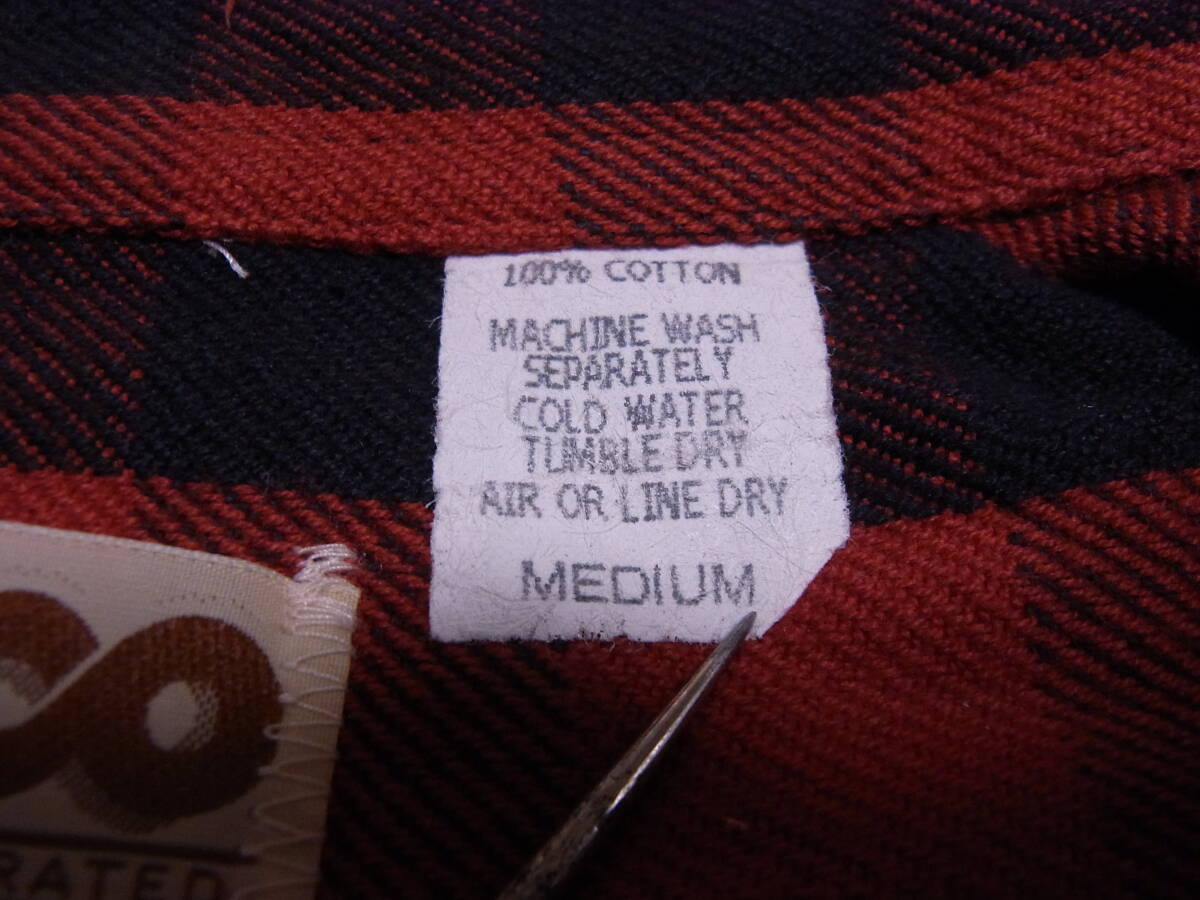 100% COTTON
MACHINE WASH
SEPARATELY
COLD WATER
TUMBLE DRY
AIR OR LINE DRY
MEDIUM